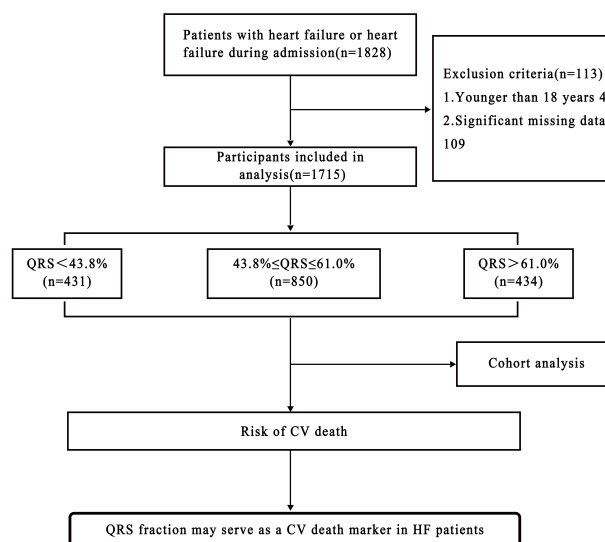 Patients with heart failure or heart
failure during admission(n=1828)
Exclusion criteria(n=113)
1.Younger than 18 years 4
2.Significant missing data
109
Participants included in
analysis(n=1715)
QRS<43.8%
(n=431)
43.8%≤QRS≤61.0%
(n=850)
QRS>61.0%
(n=434)
Cohort analysis
Risk of CV death
QRS fraction may serve as a CV death marker in HF patients